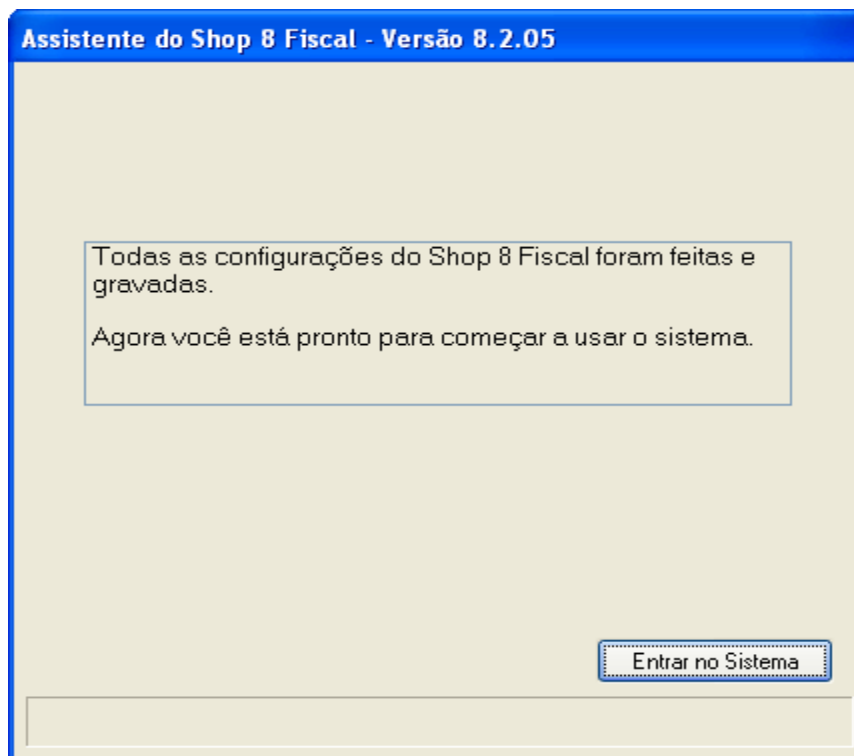 Assistente do Shop 8 Fiscal - Versão 8.2.05
Todas as configurações do Shop 8 Fiscal foram feitas e
gravadas.
Agora você está pronto para começar a usar o sistema.
Entrar no Sistema